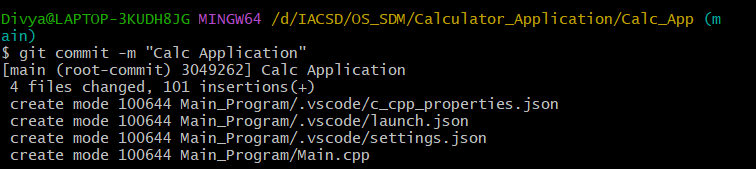 Divya@LAPTOP-3KUDH8JG MINGW64 /d/IACSD/OS_SDM/Calculator_Application/Calc_App (m
ain)
$ git commit -m "Calc Application"
[main (root-commit) 3049262] Calc Application
 4 files changed, 101 insertions(+)
 create mode 100644 Main_Program/.vscode/c_cpp_properties.json
 create mode 100644 Main_Program/.vscode/launch.json
 create mode 100644 Main_Program/.vscode/settings.json
 create mode 100644 Main_Program/Main.cpp